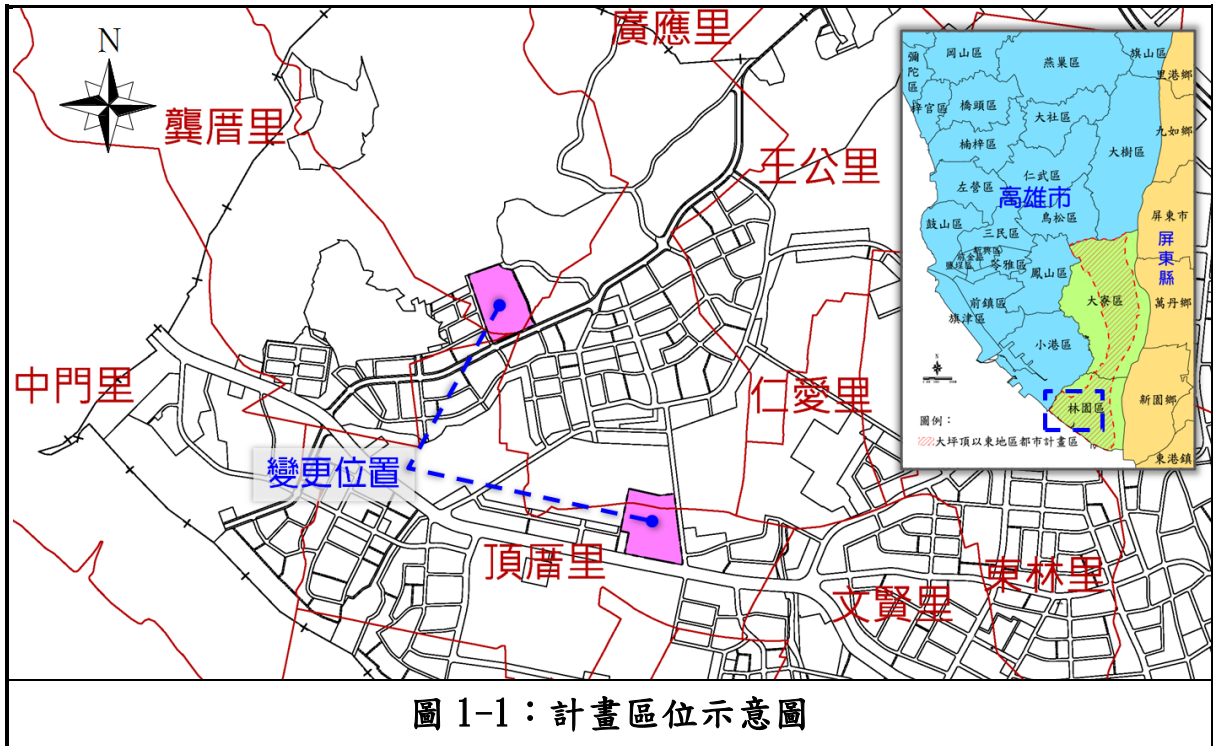 N
廣應里
龔厝里
王公里
中門里
仁愛里
變更位置
頂厝里
文賢里
東林里
彌陀區
岡山區
燕巢區
旗山區
里港鄉
梓官區
橋頭區
大社區
九如鄉
楠梓區
大樹區
仁武區
左營區
高雄市
鳥松區
屏東市
鼓山區
三民區
屏東縣
新興區
前金區
鹽埕區
苓雅區
鳳山區
大寮區
萬丹鄉
前鎮區
旗津區
小港區
N
林園區
新園鄉
圖例：
大坪頂以東地區都市計畫區
東港鎮
圖 1-1：計畫區位示意圖